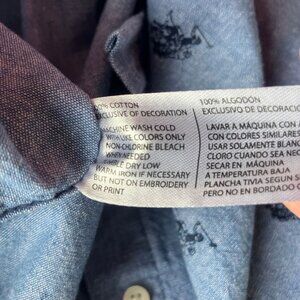 % COTTON
EXCLUSIVE OF DECORATION
MACHINE WASH COLD
WITH LIKE COLORS ONLY
NON-CHLORINE BLEACH
WHEN NEEDED
TUMBLE DRY LOW
WARM IRON IF NECESSARY
BUT NOT ON EMBROIDERY
OR PRINT
100% ALGODON
EXCLUSIVO DE DECORA
LAVAR A MÁQUINA CON A
CON COLORES SIMILARES
USAR SOLAMENTE BLANQ
CLORO CUANDO SEA NEC
SECAR EN MÁQUINA
A TEMPERATURA BAJA
PLANCHA TIVIA SEGUN S
PERO NO EN BORDADO O